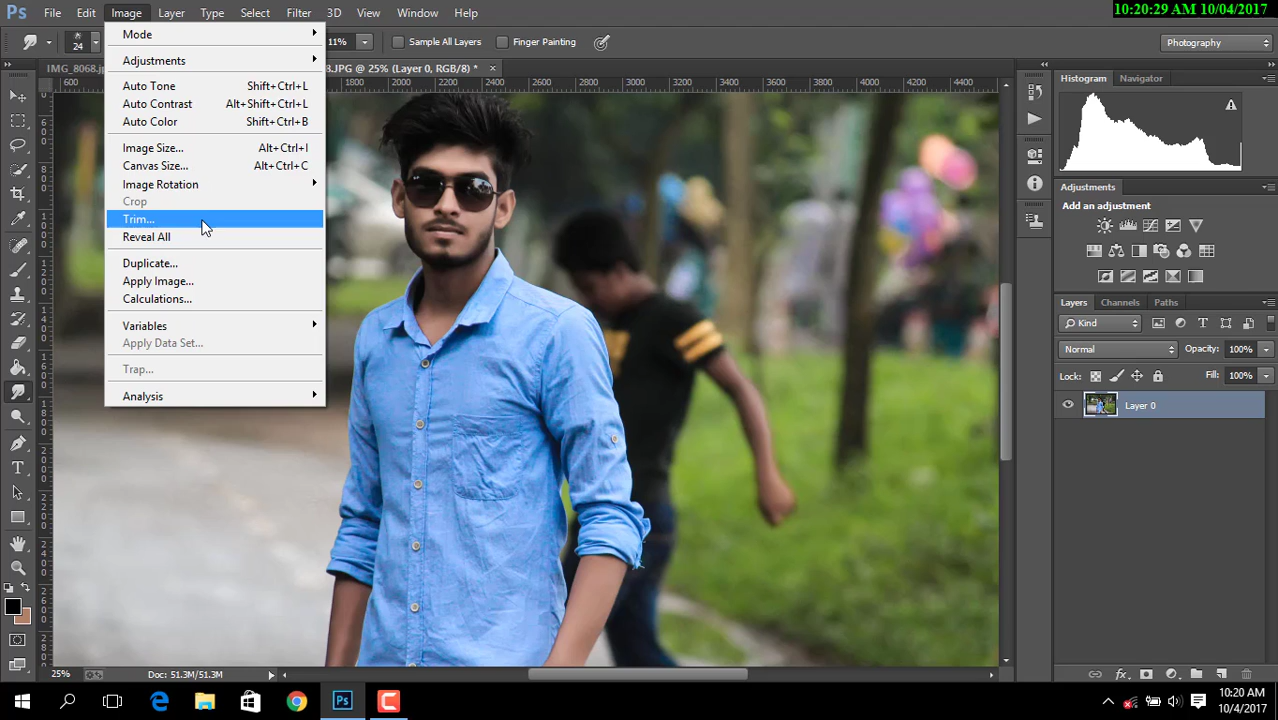 Ps File Edit Image Layer Type Select Filter 3D View Window Help
10:20:29 AM 10/04/2017
24
11% Sample All Layers Finger Painting Photography
IMG_8068.jp
8.JPG @ 25% (Layer 0, RGB/8) * ×
600 2000 2200 2400 2600 2800 3000 3200 3400 3600 3800 4000 4200 4400
Mode
Adjustments
Auto Tone Shift+Ctrl+L
Auto Contrast Alt+Shift+Ctrl+L
Auto Color Shift+Ctrl+B
Image Size... Alt+Ctrl+I
Canvas Size... Alt+Ctrl+C
Image Rotation
Crop
Trim...
Reveal All
Duplicate...
Apply Image...
Calculations...
Variables
Apply Data Set...
Trap...
Analysis
Histogram Navigator
Adjustments
Add an adjustment
Layers Channels Paths
Kind
Normal Opacity: 100%
Lock: Fill: 100%
Layer 0
25% Doc: 51.3M/51.3M
Ps
10:20 AM
10/4/2017